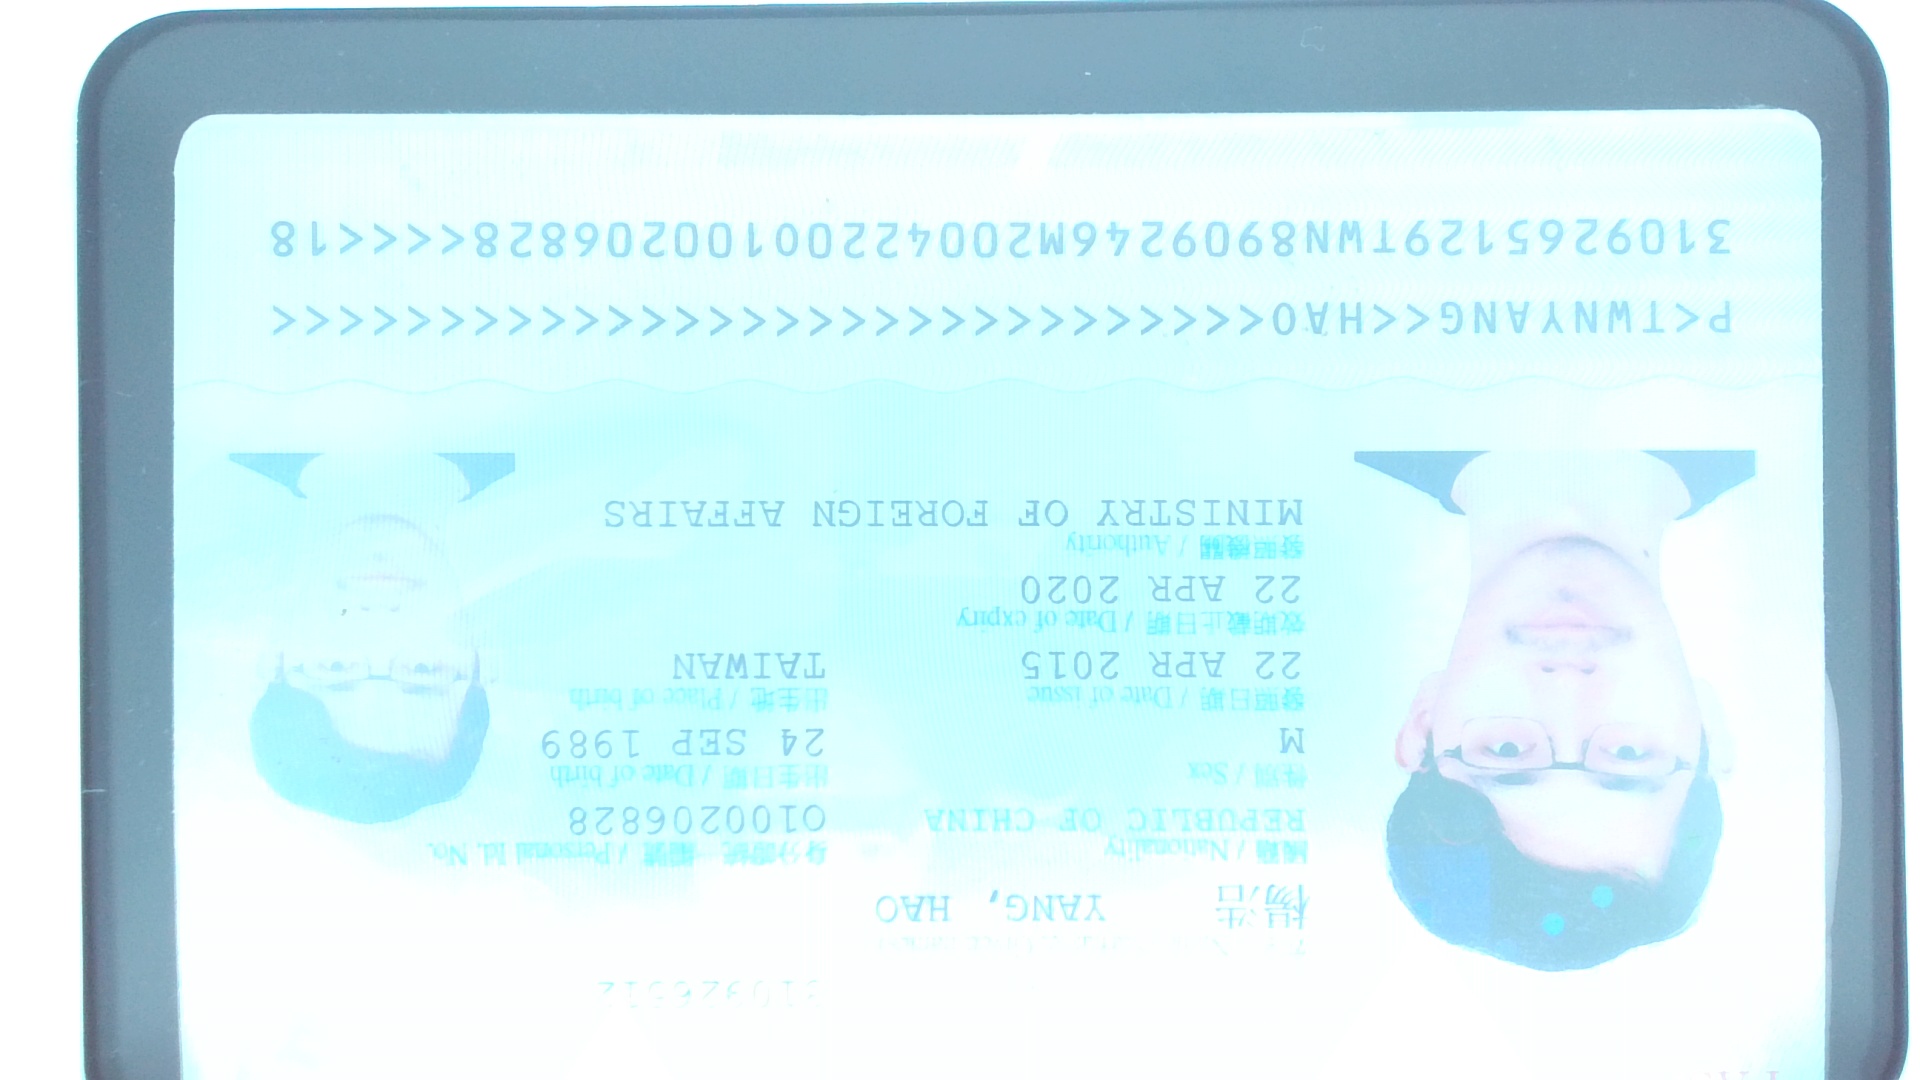 310926512
楊浩 YANG, HAO
國籍 / Nationality 身分證統一編號 / Personal Id. No.
REPUBLIC OF CHINA O100206828
性別 / Sex 出生日期 / Date of birth
M 24 SEP 1989
發照日期 / Date of issue 出生地 / Place of birth
22 APR 2015 TAIWAN
效期截止日期 / Date of expiry
22 APR 2020
發照機關 / Authority
MINISTRY OF FOREIGN AFFAIRS
P<TWNYANG<<HAO<<<<<<<<<<<<<<<<<<<<<<<<<<<<<<
3109265129TWN8909246M2004220O100206828<<<<18